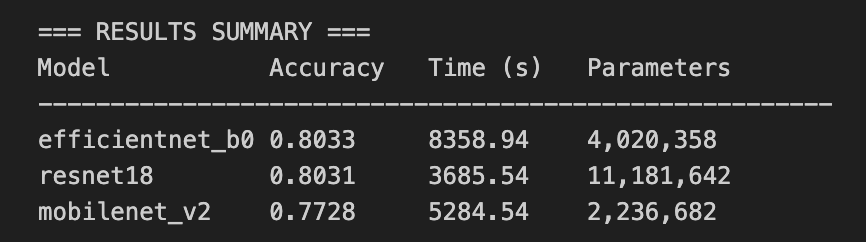 === RESULTS SUMMARY ===
Model Accuracy Time (s) Parameters
-------------------------------------------------------
efficientnet_b0 0.8033 8358.94 4,020,358
resnet18 0.8031 3685.54 11,181,642
mobilenet_v2 0.7728 5284.54 2,236,682